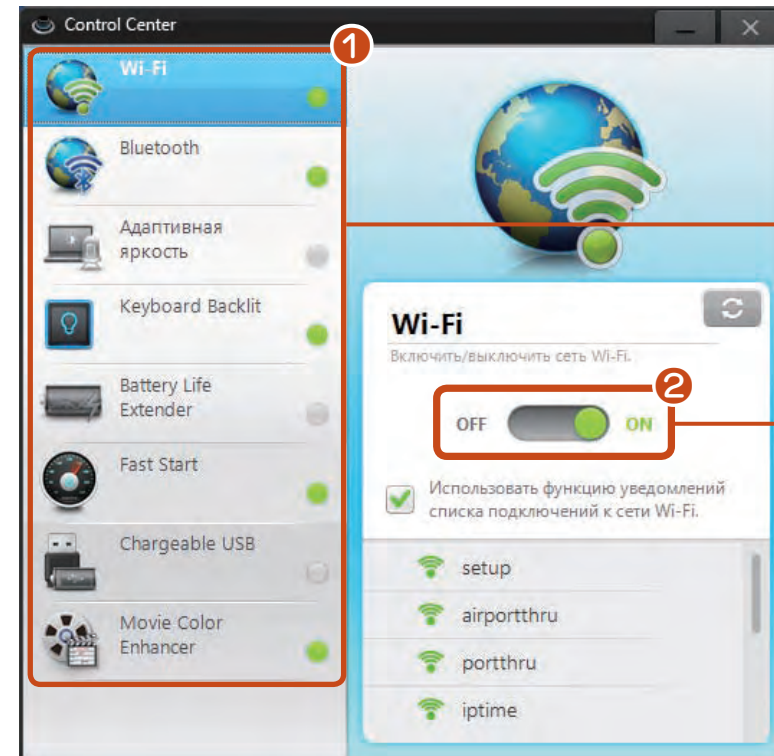 Control Center
1
Wi-Fi
Bluetooth
Адаптивная
яркость
Keyboard Backlit
Battery Life
Extender
Fast Start
Chargeable USB
Movie Color
Enhancer
Wi-Fi
Включить/выключить сеть Wi-Fi.
2
OFF ON
Использовать функцию уведомлений
списка подключений к сети Wi-Fi.
setup
airportthru
portthru
iptime